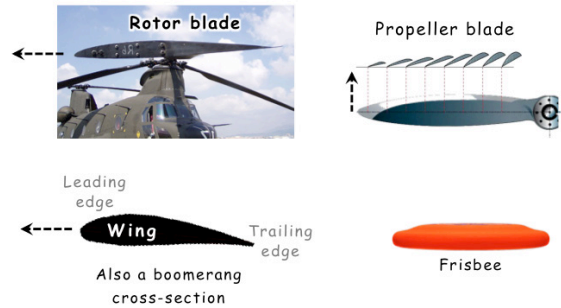 Rotor blade
Propeller blade
Leading
edge
Wing
Trailing
edge
Also a boomerang
cross-section
Frisbee